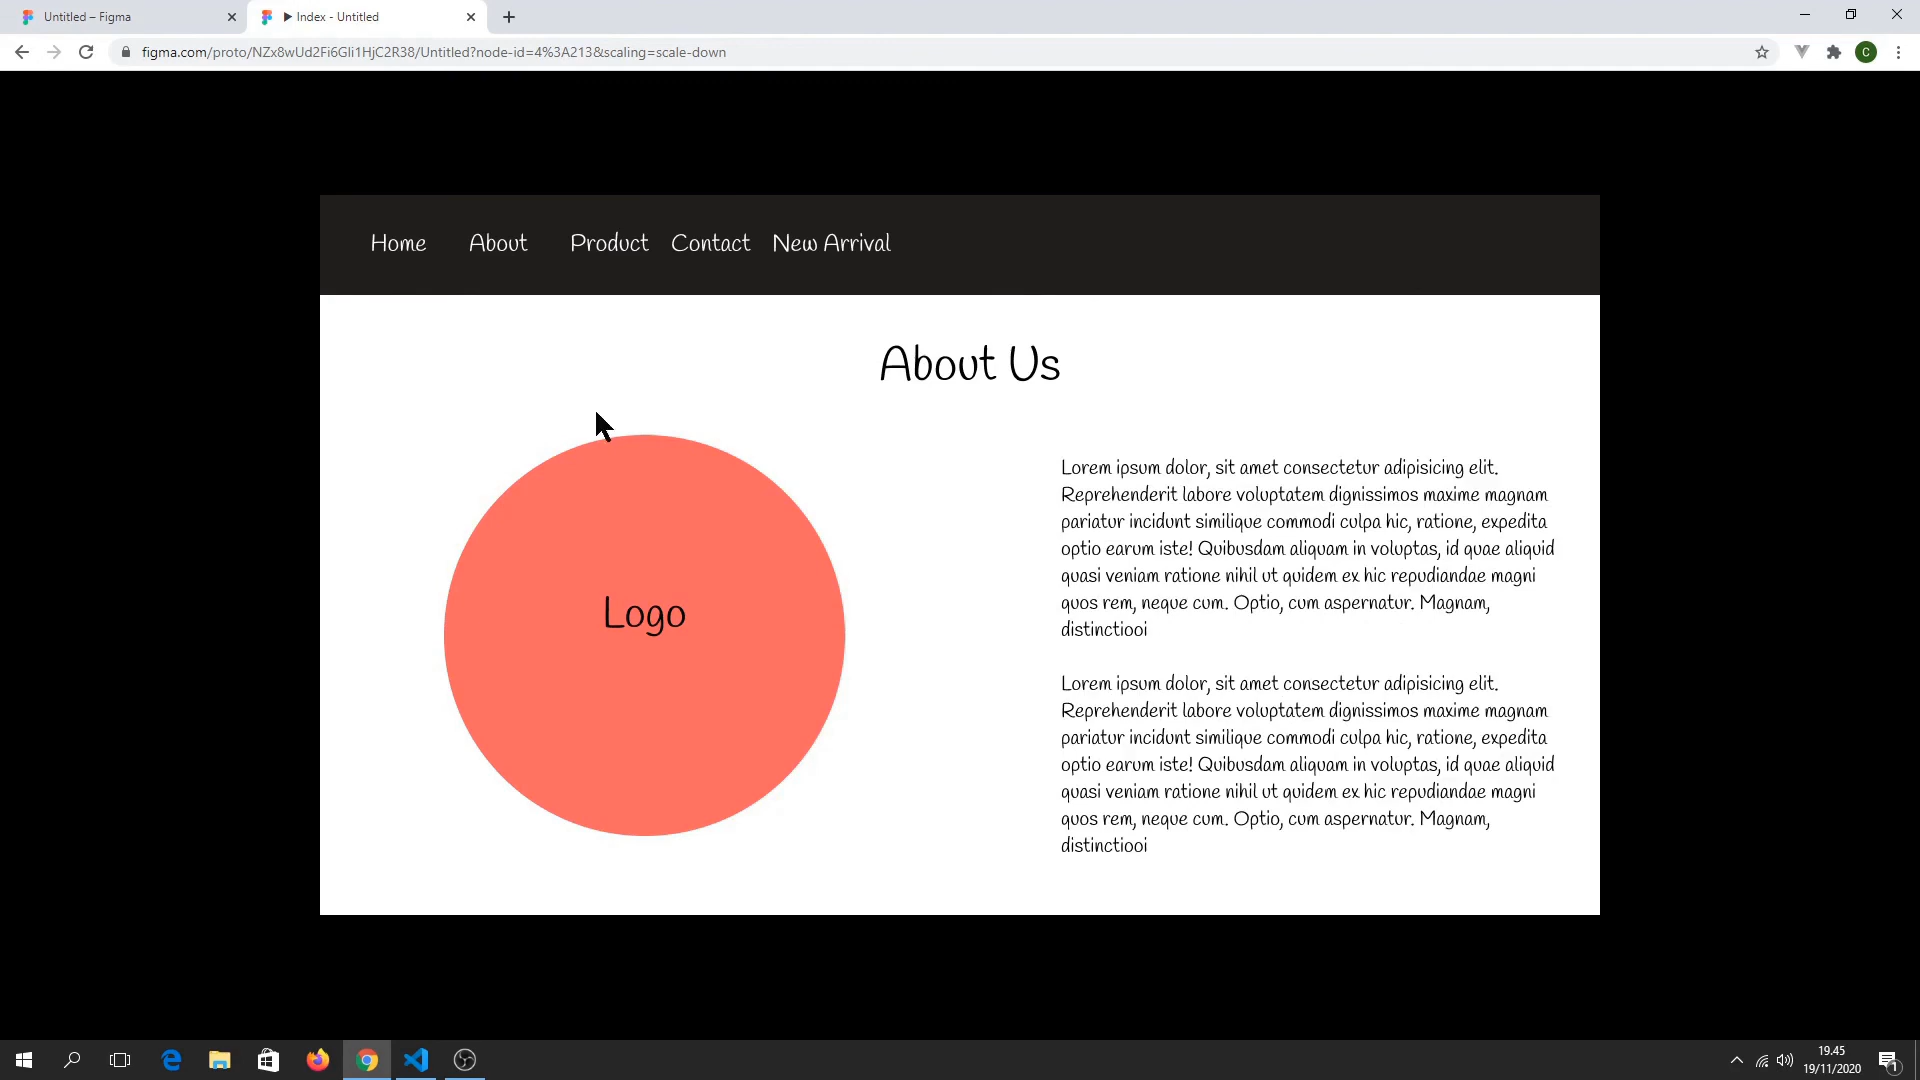 Untitled – Figma
Index - Untitled
figma.com/proto/NZx8wUd2Fi6Gli1HjC2R38/Untitled?node-id=4%3A213&scaling=scale-down
C
Home About Product Contact New Arrival
About Us
Logo
Lorem ipsum dolor, sit amet consectetur adipisicing elit.
Reprehenderit labore voluptatem dignissimos maxime magnam
pariatur incidunt similique commodi culpa hic, ratione, expedita
optio earum iste! Quibusdam aliquam in voluptas, id quae aliquid
quasi veniam ratione nihil ut quidem ex hic repudiandae magni
quos rem, neque cum. Optio, cum aspernatur. Magnam,
distinctiooi
Lorem ipsum dolor, sit amet consectetur adipisicing elit.
Reprehenderit labore voluptatem dignissimos maxime magnam
pariatur incidunt similique commodi culpa hic, ratione, expedita
optio earum iste! Quibusdam aliquam in voluptas, id quae aliquid
quasi veniam ratione nihil ut quidem ex hic repudiandae magni
quos rem, neque cum. Optio, cum aspernatur. Magnam,
distinctiooi
19.45
19/11/2020
1